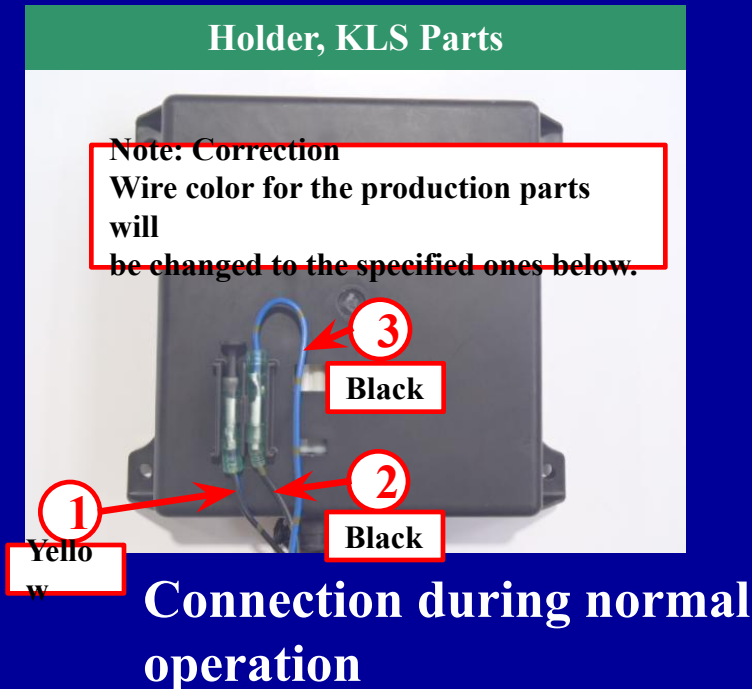 Holder, KLS Parts
Note: Correction
Wire color for the production parts
will
be changed to the specified ones below.
3
Black
2
1
Black
Yello
w
Connection during normal
operation